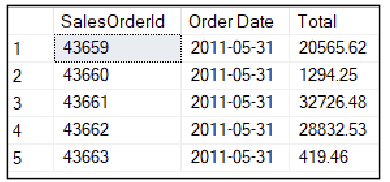 SalesOrderId Order Date Total
1 43659 2011-05-31 20565.62
2 43660 2011-05-31 1294.25
3 43661 2011-05-31 32726.48
4 43662 2011-05-31 28832.53
5 43663 2011-05-31 419.46